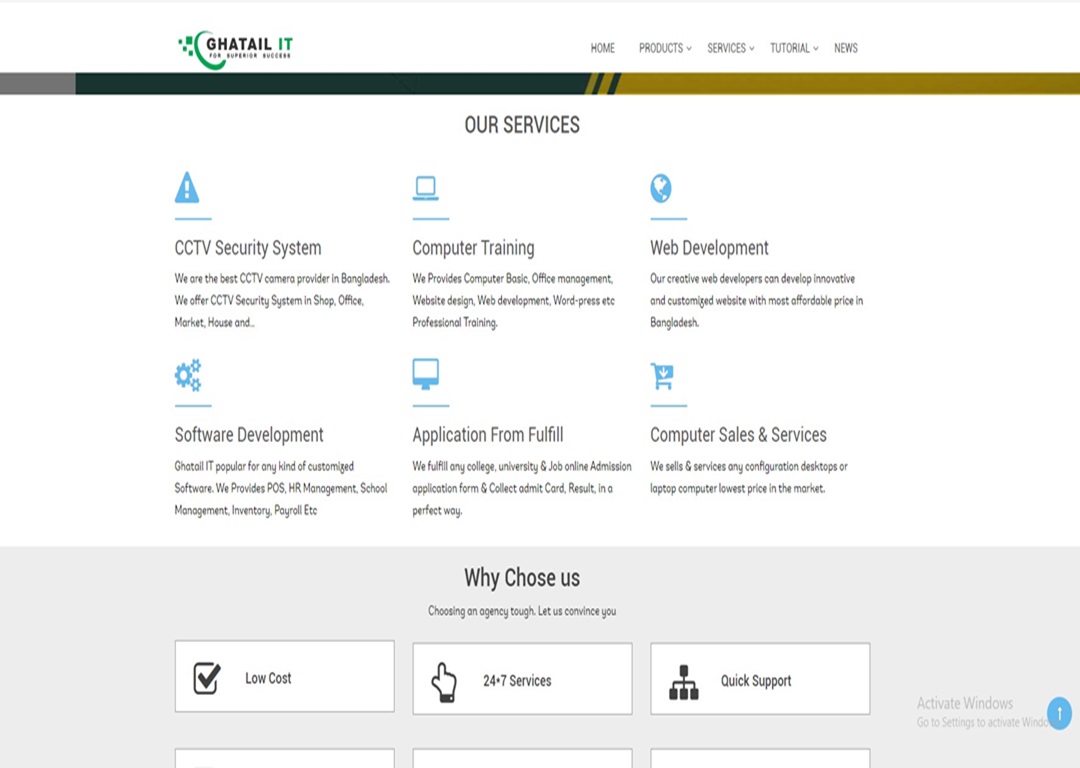 GHATAIL IT
FOR SUPERIOR SUCCESS
HOME PRODUCTS SERVICES TUTORIAL NEWS
OUR SERVICES
CCTV Security System
We are the best CCTV camera provider in Bangladesh.
We offer CCTV Security System in Shop, Office,
Market, House and...
Computer Training
We Provides Computer Basic, Office management,
Website design, Web development, Word-press etc
Professional Training.
Web Development
Our creative web developers can develop innovative
and customized website with most affordable price in
Bangladesh.
Software Development
Ghatail IT popular for any kind of customized
Software. We Provides POS, HR Management, School
Management, Inventory, Payroll Etc
Application From Fulfill
We fulfill any college, university & Job online Admission
application form & Collect admit Card, Result, in a
perfect way.
Computer Sales & Services
We sells & services any configuration desktops or
laptop computer lowest price in the market.
Why Chose us
Choosing an agency tough. Let us convince you
Low Cost
24*7 Services
Quick Support
Activate Windows
Go to Settings to activate Windo